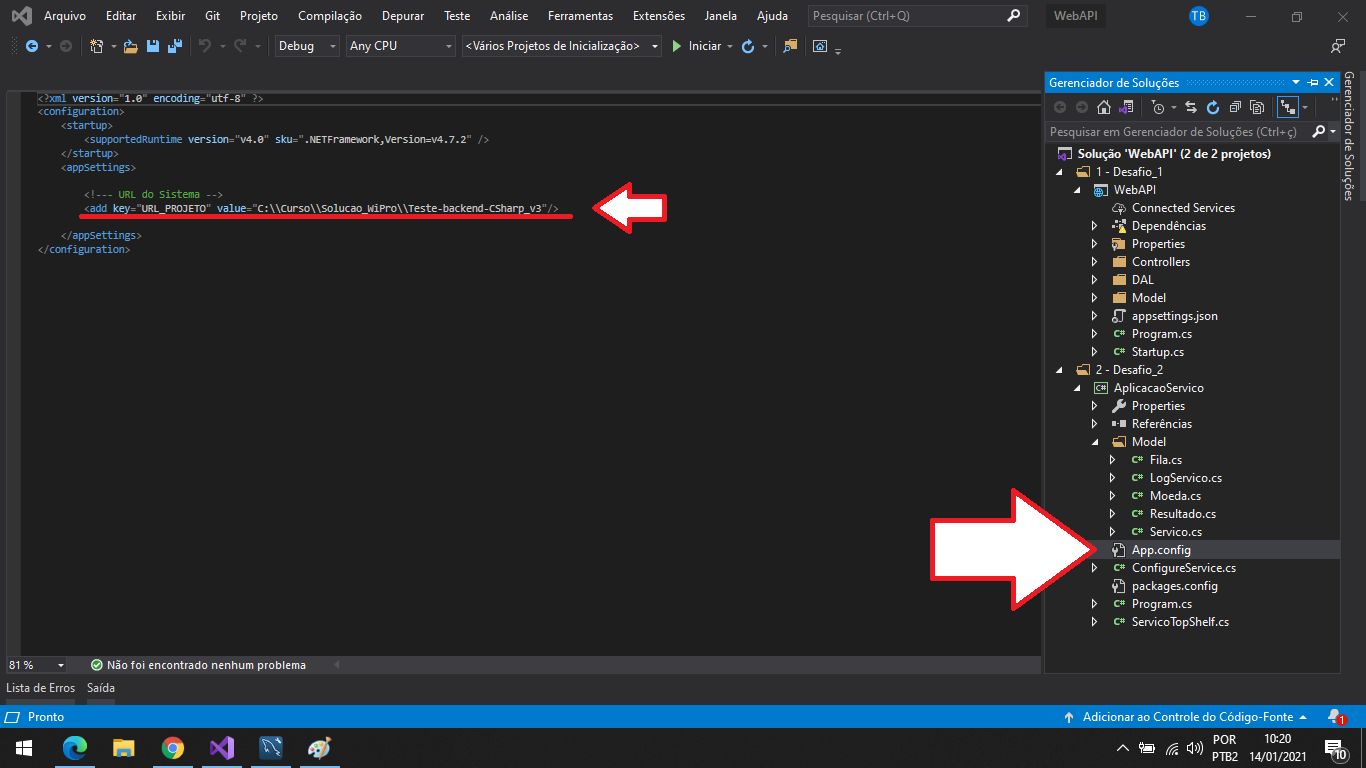 Arquivo Editar Exibir Git Projeto Compilação Depurar Teste Análise Ferramentas Extensões Janela Ajuda Pesquisar (Ctrl+Q) WebAPI TB
Debug Any CPU <Vários Projetos de Inicialização> Iniciar
<?xml version="1.0" encoding="utf-8" ?>
<configuration>
<startup>
<supportedRuntime version="v4.0" sku=".NETFramework,Version=v4.7.2" />
</startup>
<appSettings>
<!--- URL do Sistema -->
<add key="URL_PROJETO" value="C:\\Curso\\Solucao_WiPro\\Teste-backend-CSharp_v3"/>
</appSettings>
</configuration>
81 % Não foi encontrado nenhum problema
Lista de Erros Saída
Gerenciador de Soluções
Pesquisar em Gerenciador de Soluções (Ctrl+ç)
Solução 'WebAPI' (2 de 2 projetos)
1 - Desafio_1
WebAPI
Connected Services
Dependências
Properties
Controllers
DAL
Model
appsettings.json
C# Program.cs
C# Startup.cs
2 - Desafio_2
C# AplicacaoServico
Properties
Referências
Model
C# Fila.cs
C# LogServico.cs
C# Moeda.cs
C# Resultado.cs
C# Servico.cs
App.config
C# ConfigureService.cs
packages.config
C# Program.cs
C# ServicoTopShelf.cs
Gerenciador de Soluções
Pronto Adicionar ao Controle do Código-Fonte 1
POR
PTB2
10:20
14/01/2021
10